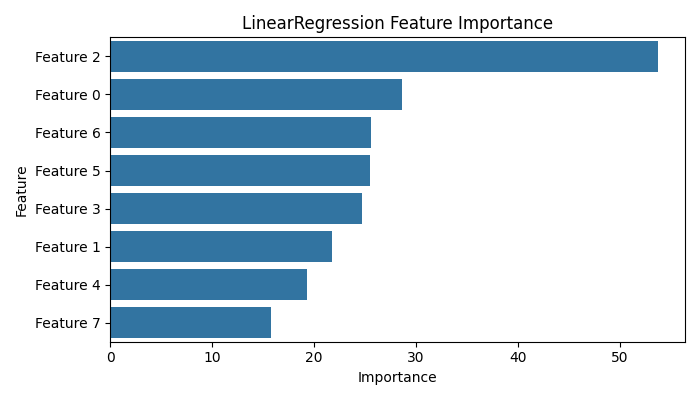 LinearRegression Feature Importance
Feature 2
Feature 0
Feature 6
Feature 5
Feature 3
Feature 1
Feature 4
Feature 7
Feature
0 10 20 30 40 50
Importance